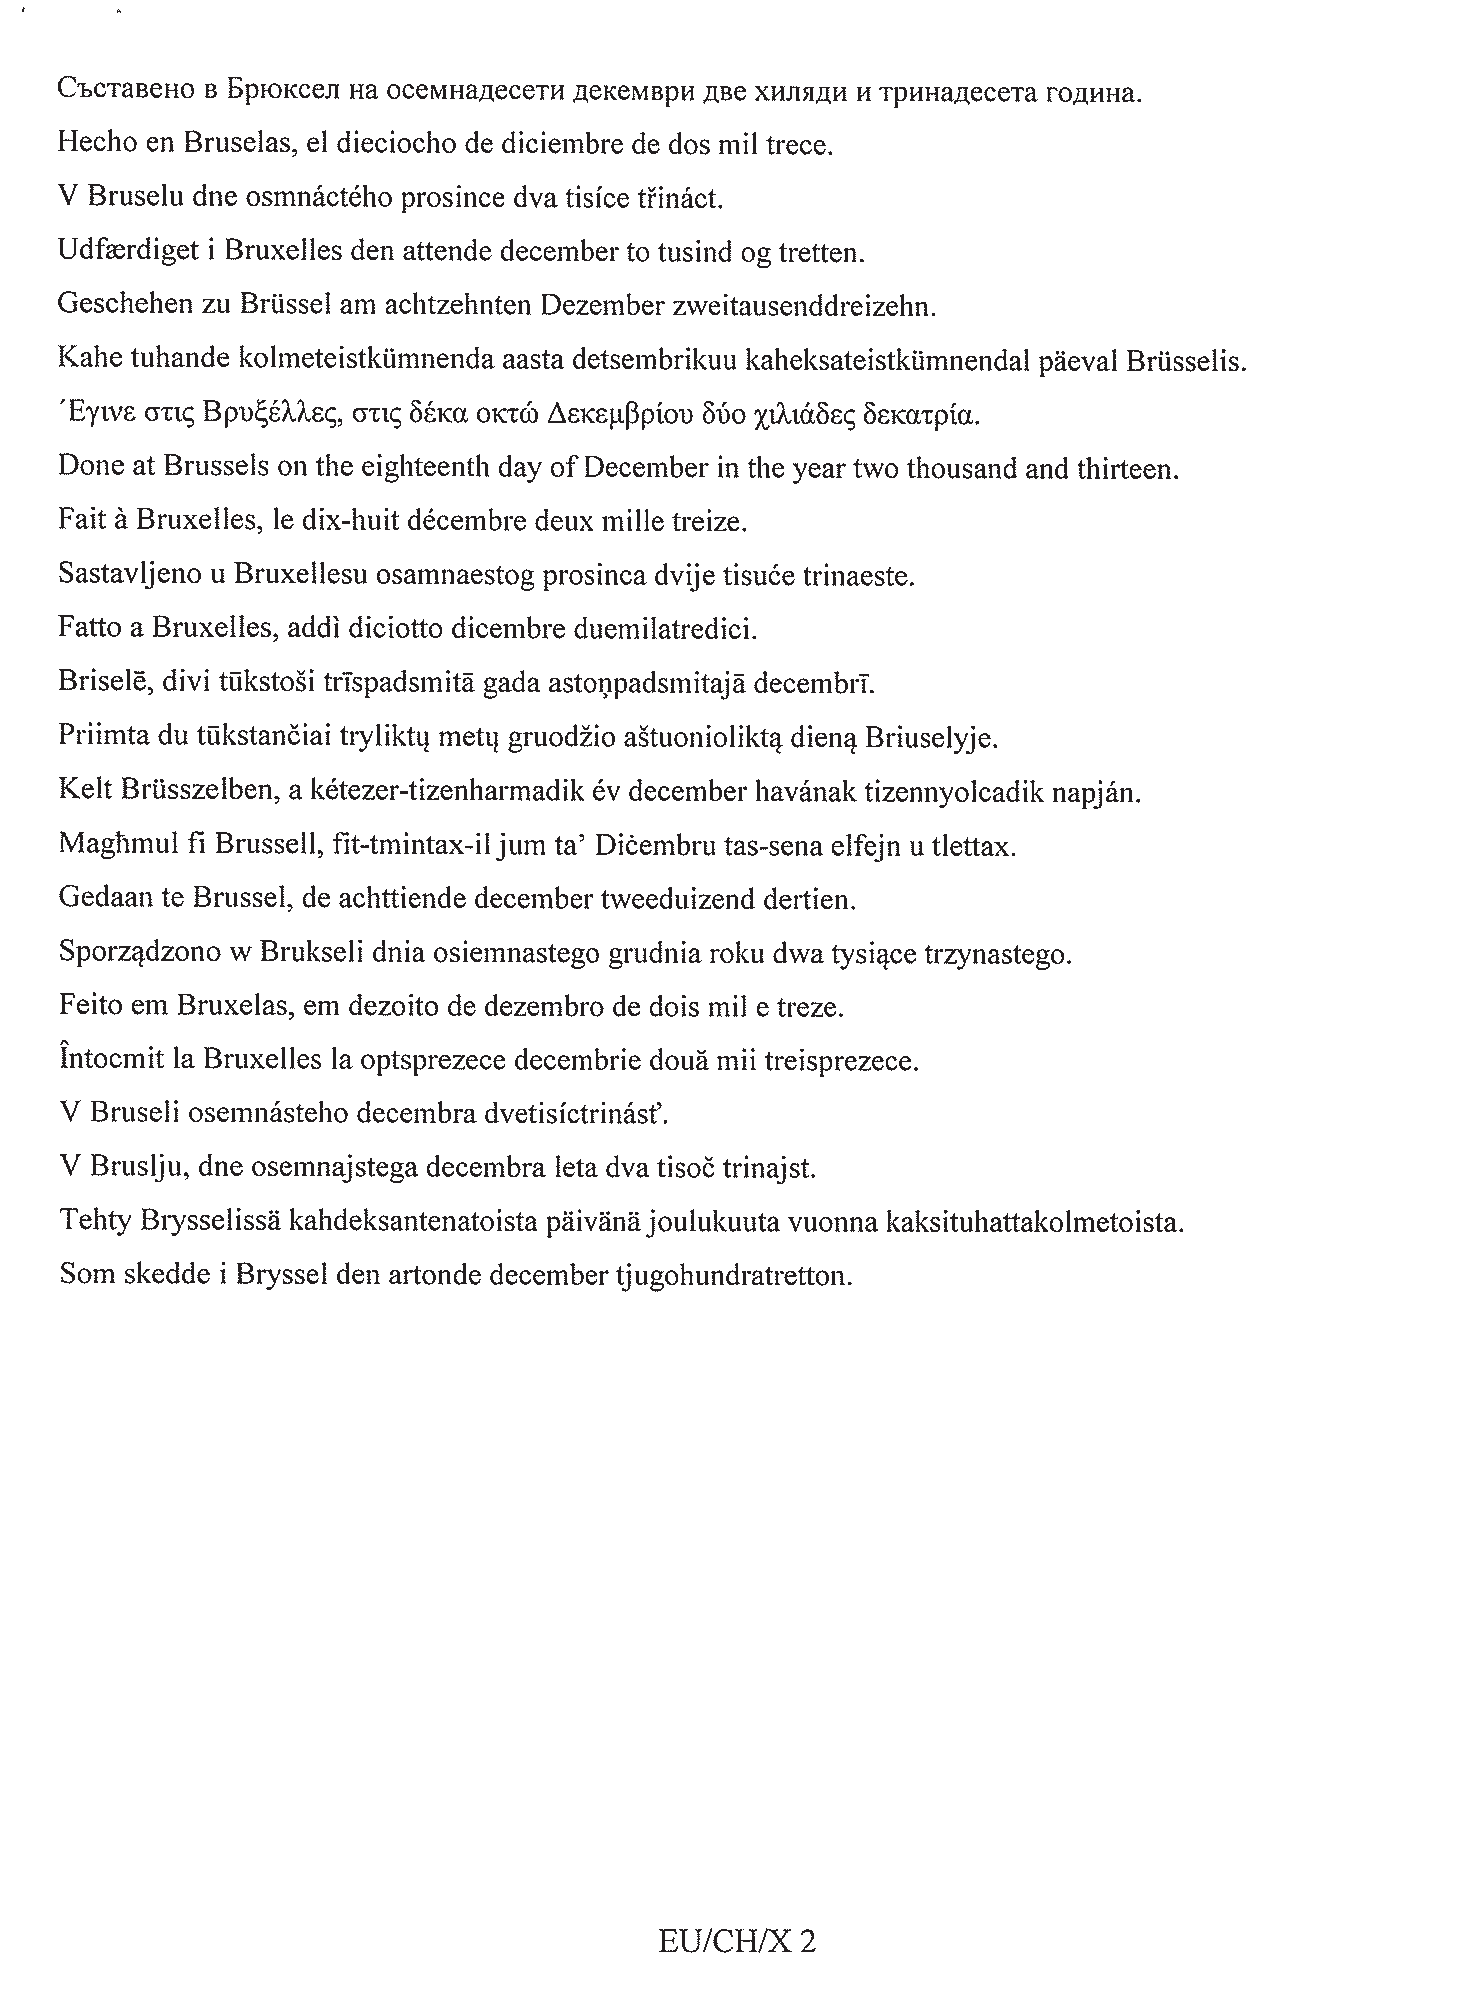 Съставено в Брюксел на осемнадесети декември две хиляди и тринадесета година.
Hecho en Bruselas, el dieciocho de diciembre de dos mil trece.
V Bruselu dne osmnáctého prosince dva tisíce třináct.
Udfærdiget i Bruxelles den attende december to tusind og tretten.
Geschehen zu Brüssel am achtzehnten Dezember zweitausenddreizehn.
Kahe tuhande kolmeteistkümnenda aasta detsembrikuu kaheksateistkümnendal päeval Brüsselis.
Έγινε στις Βρυξέλλες, στις δέκα οκτώ Δεκεμβρίου δύο χιλιάδες δεκατρία.
Done at Brussels on the eighteenth day of December in the year two thousand and thirteen.
Fait à Bruxelles, le dix-huit décembre deux mille treize.
Sastavljeno u Bruxellesu osamnaestog prosinca dvije tisuće trinaeste.
Fatto a Bruxelles, addì diciotto dicembre duemilatredici.
Briselē, divi tūkstoši trīspadsmitā gada astoņpadsmitajā decembrī.
Priimta du tūkstančiai tryliktų metų gruodžio aštuonioliktą dieną Briuselyje.
Kelt Brüsszelben, a kétezer-tizenharmadik év december havának tizennyolcadik napján.
Magħmul fi Brussell, fit-tmintax-il jum ta’ Diċembru tas-sena elfejn u tlettax.
Gedaan te Brussel, de achttiende december tweeduizend dertien.
Sporządzono w Brukseli dnia osiemnastego grudnia roku dwa tysiące trzynastego.
Feito em Bruxelas, em dezoito de dezembro de dois mil e treze.
Întocmit la Bruxelles la optsprezece decembrie două mii treisprezece.
V Bruseli osemnásteho decembra dvetisíctrinásť.
V Bruslju, dne osemnajstega decembra leta dva tisoč trinajst.
Tehty Brysselissä kahdeksantenatoista päivänä joulukuuta vuonna kaksituhattakolmetoista.
Som skedde i Bryssel den artonde december tjugohundratretton.
EU/CH/X 2